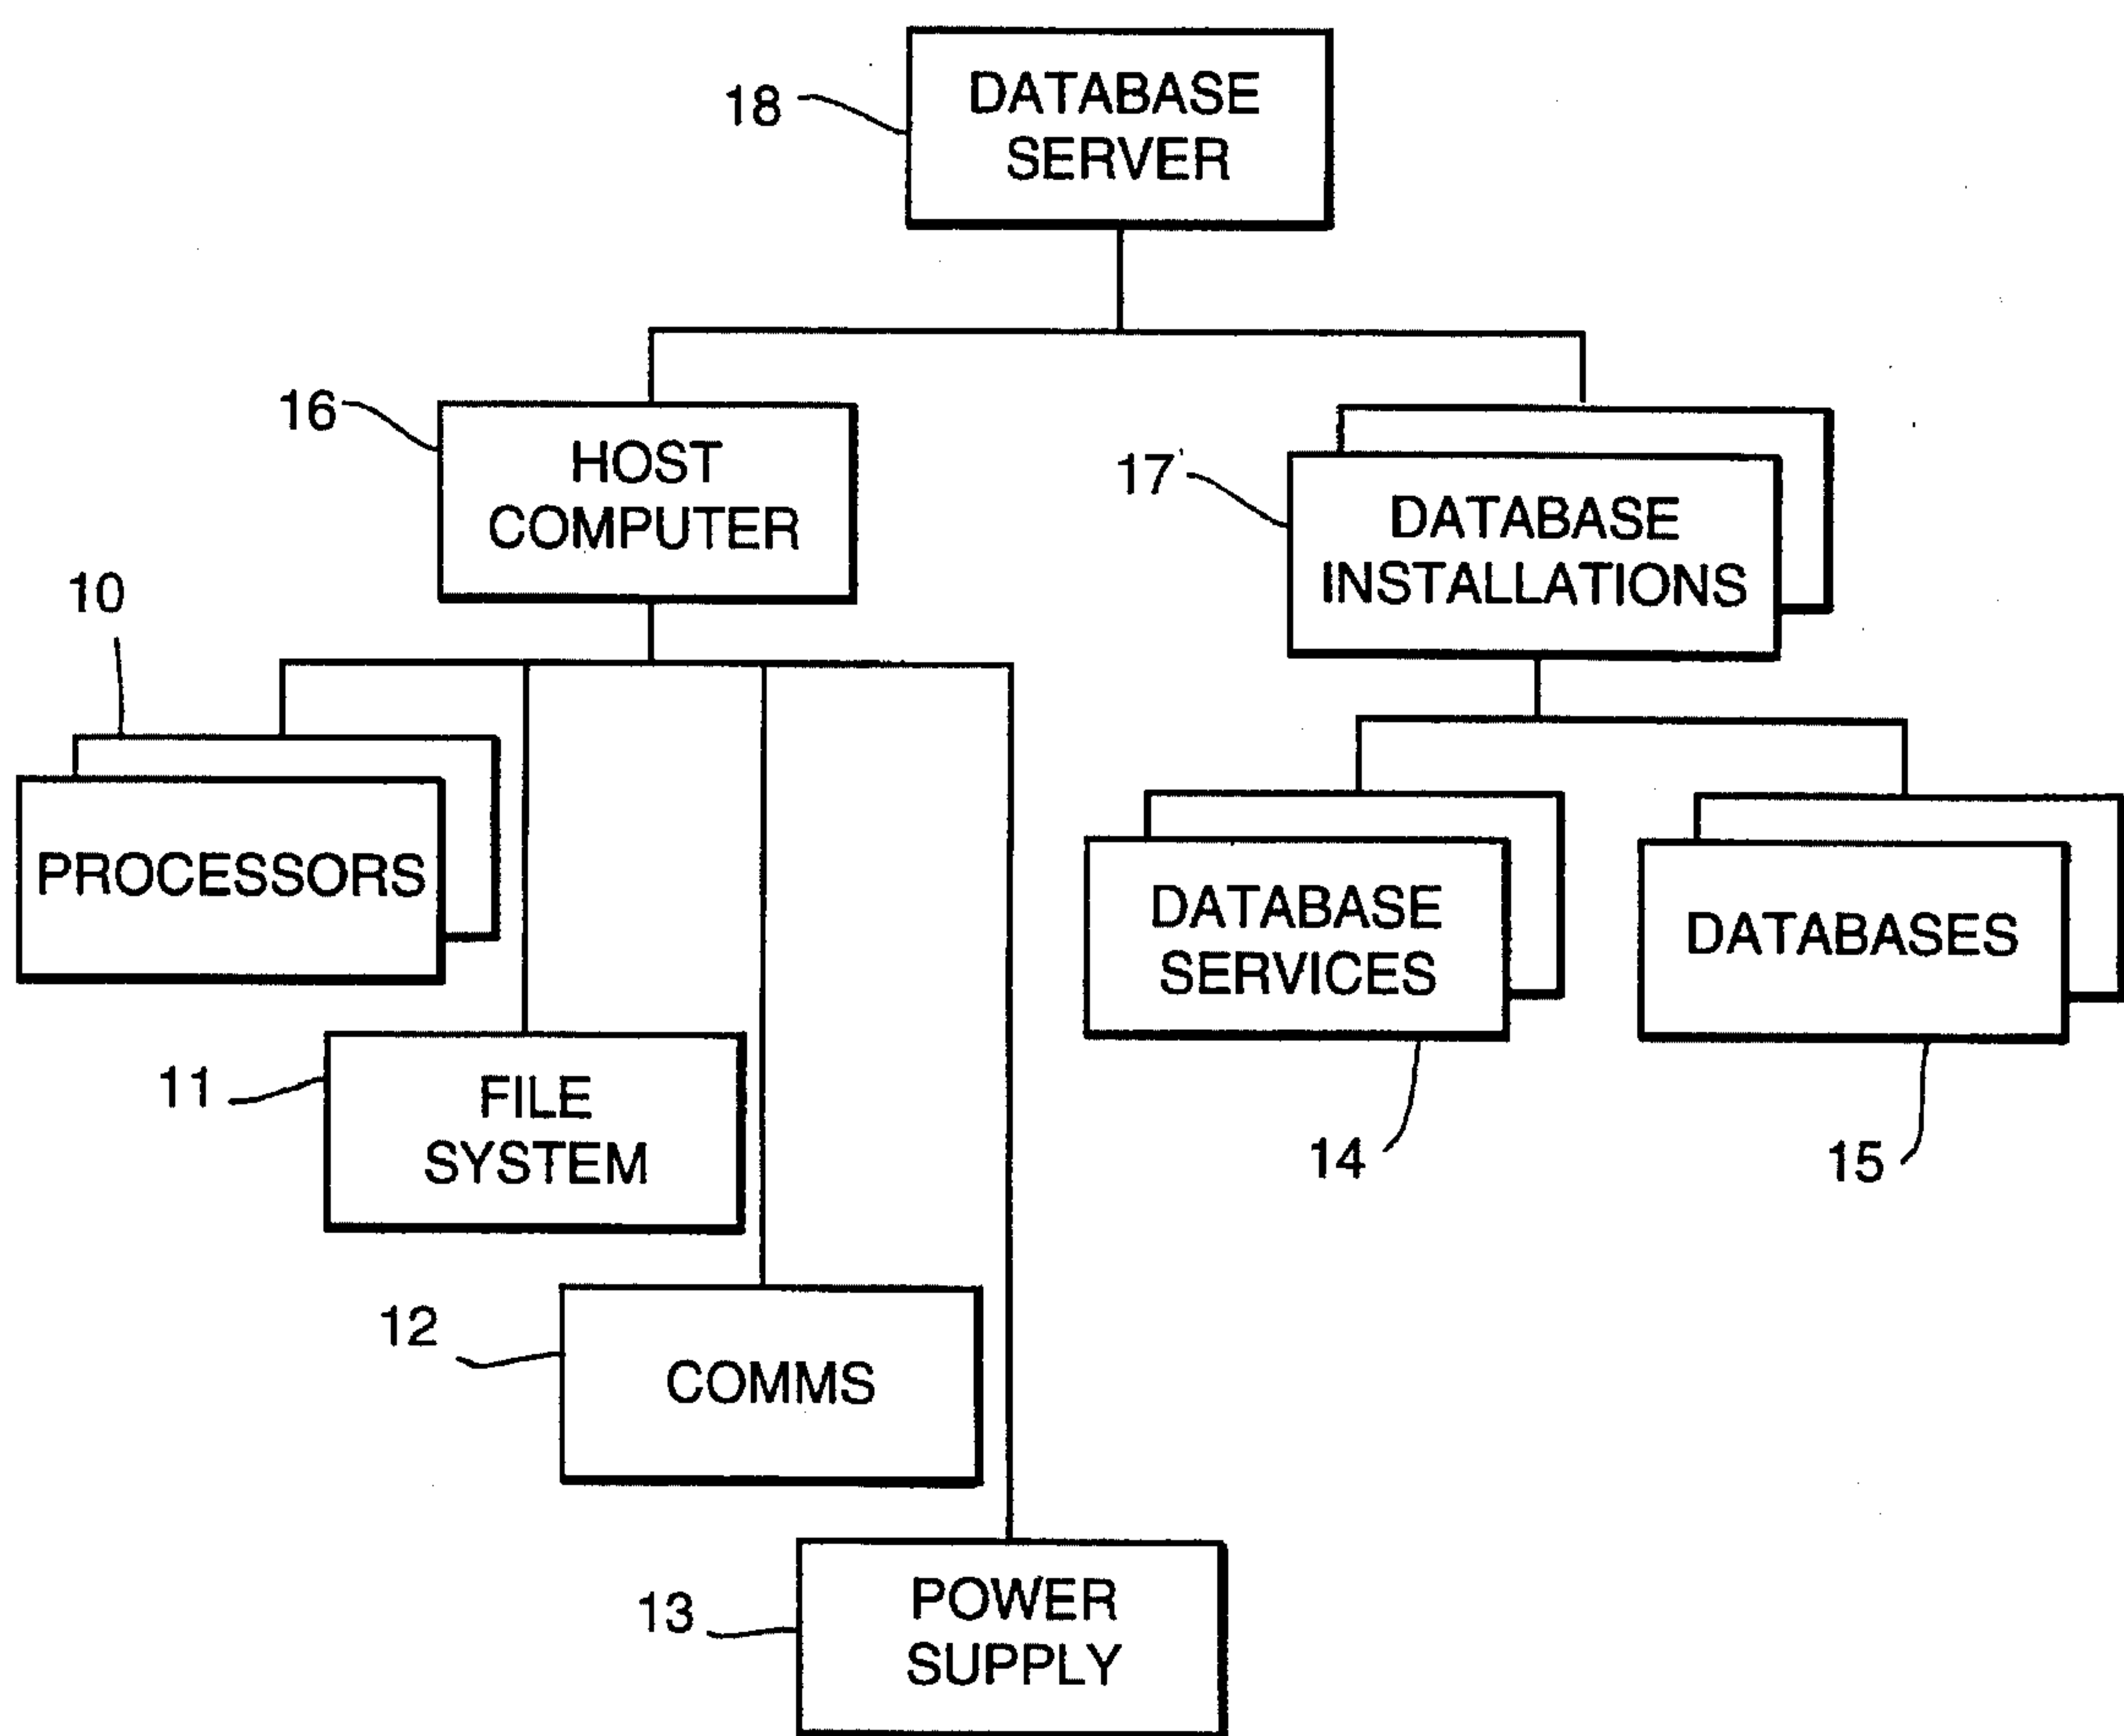 18
DATABASE
SERVER
16
HOST
COMPUTER
17
DATABASE
INSTALLATIONS
10
PROCESSORS
DATABASE
SERVICES
DATABASES
11
FILE
SYSTEM
14
15
12
COMMS
13
POWER
SUPPLY